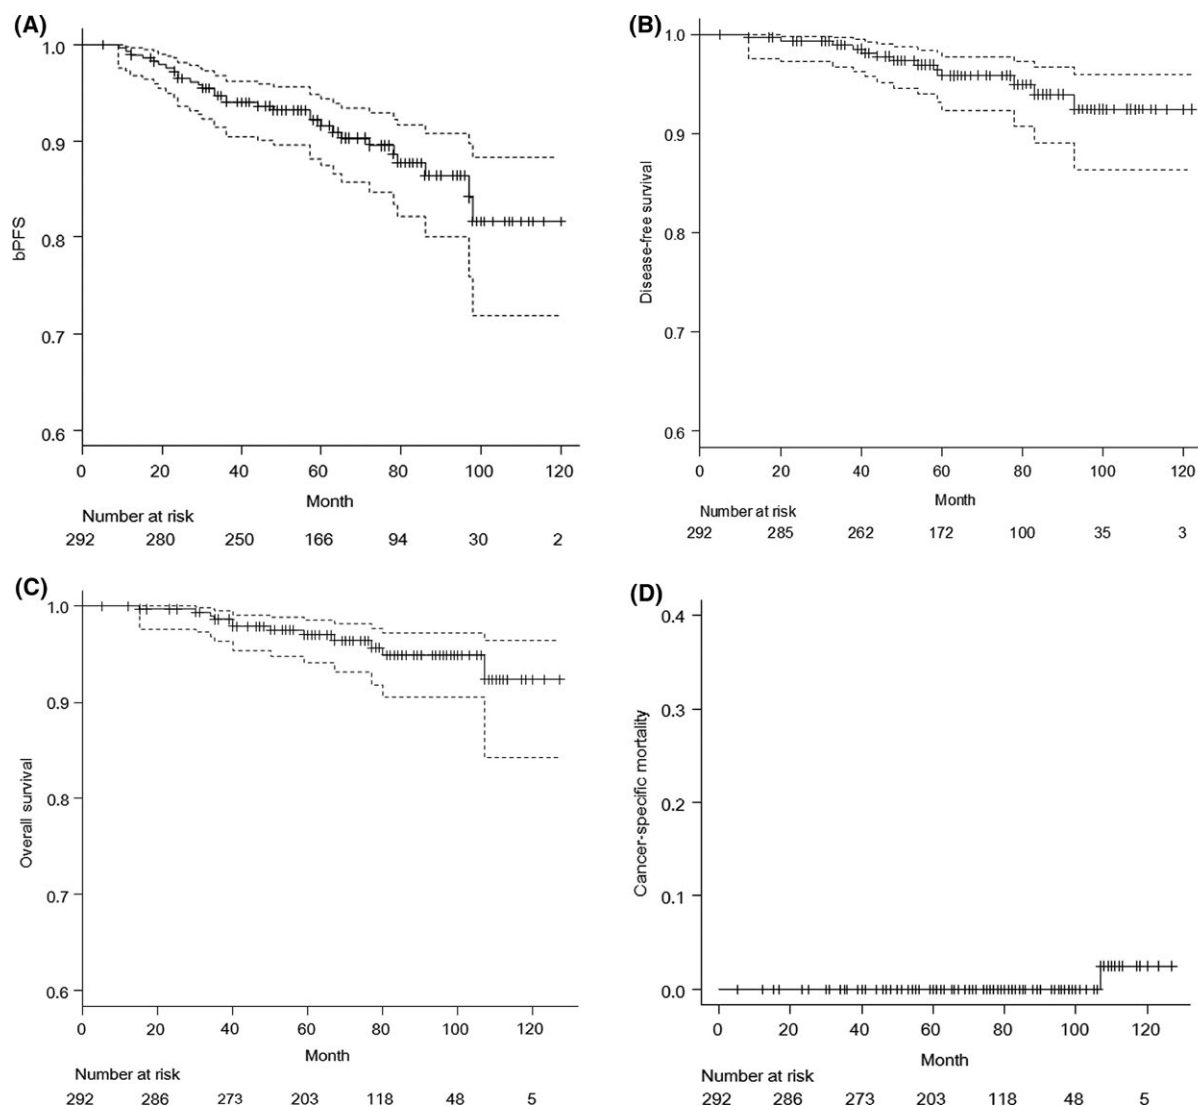 (A)
1.0
0.9
0.8
0.7
0.6
bPFS
0 20 40 60 80 100 120
Month
Number at risk
292 280 250 166 94 30 2
(B)
1.0
0.9
0.8
0.7
0.6
Disease-free survival
0 20 40 60 80 100 120
Month
Number at risk
292 285 262 172 100 35 3
(C)
1.0
0.9
0.8
0.7
0.6
Overall survival
0 20 40 60 80 100 120
Month
Number at risk
292 286 273 203 118 48 5
(D)
0.4
0.3
0.2
0.1
0.0
Cancer-specific mortality
0 20 40 60 80 100 120
Month
Number at risk
292 286 273 203 118 48 5